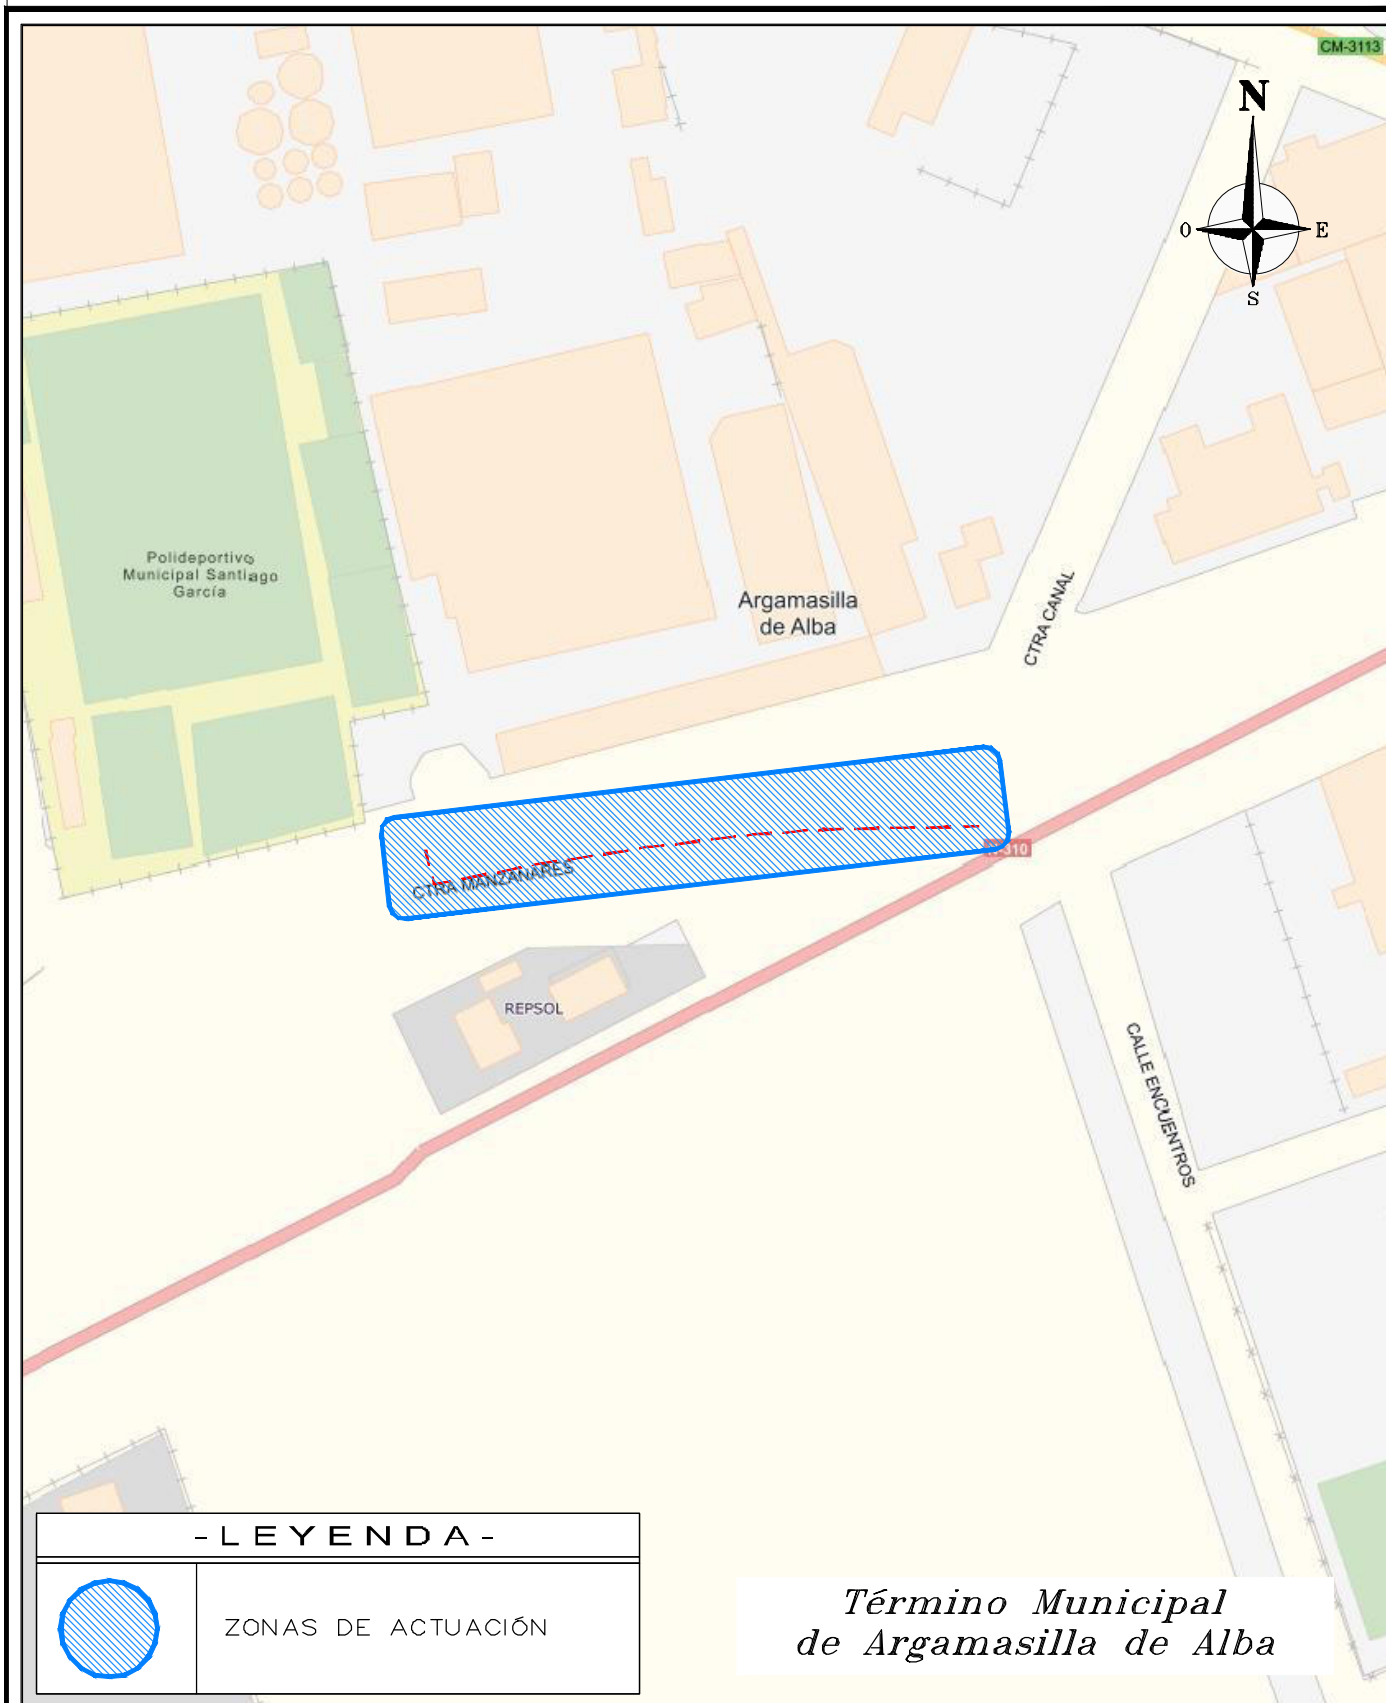 CM-3113
N
O
E
S
Polideportivo
Municipal Santiago
García
Argamasilla
de Alba
CTRA CANAL
CTRA MANZANARES
N-310
REPSOL
CALLE ENCUENTROS
-LEYENDA-
ZONAS DE ACTUACIÓN
Término Municipal
de Argamasilla de Alba